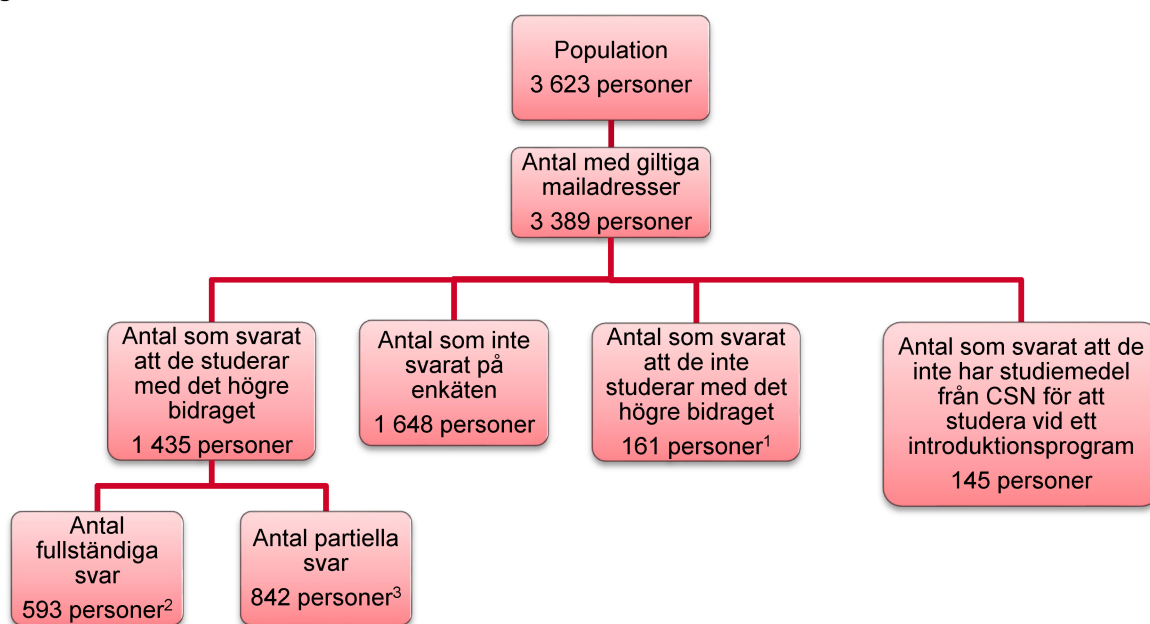 Population
3 623 personer
Antal med giltiga
mailadresser
3 389 personer
Antal som svarat
att de studerar
med det högre
bidraget
1 435 personer
Antal som inte
svarat på
enkäten
1 648 personer
Antal som svarat
att de inte
studerar med det
högre bidraget
161 personer¹
Antal som svarat att de
inte har studiemedel
från CSN för att
studera vid ett
introduktionsprogram
145 personer
Antal
fullständiga
svar
593 personer²
Antal partiella
svar
842 personer³